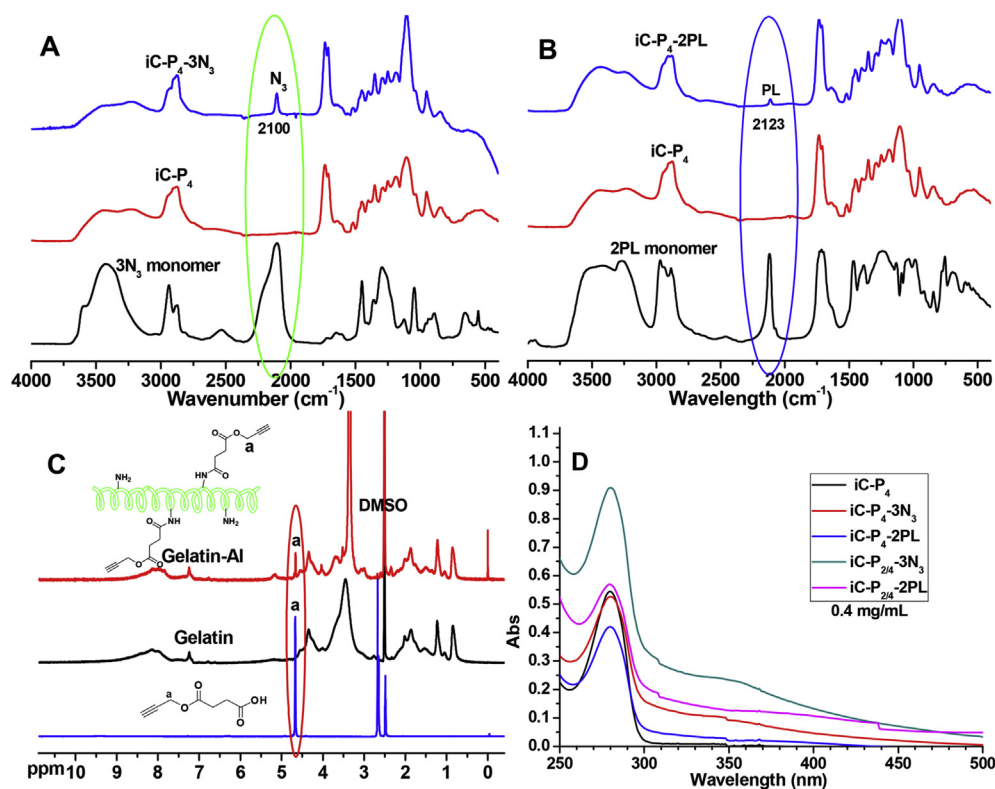 A
iC-P4-3N3
N3
2100
iC-P4
3N3 monomer
4000 3500 3000 2500 2000 1500 1000 500
Wavenumber (cm-1)
B
iC-P4-2PL
PL
2123
iC-P4
2PL monomer
4000 3500 3000 2500 2000 1500 1000 500
Wavelength (cm-1)
C
O
O
a
O
NH2
HN
O
NH
NH2
O
O
O
DMSO
Gelatin-Al
a
Gelatin
a
a
O
O
OH
O
ppm 10 9 8 7 6 5 4 3 2 1 0
D
1.1
1.0
0.9
0.8
0.7
0.6
0.5
0.4
0.3
0.2
0.1
0.0
Abs
iC-P4
iC-P4-3N3
iC-P4-2PL
iC-P2/4-3N3
iC-P2/4-2PL
0.4 mg/mL
250 300 350 400 450 500
Wavelength (nm)